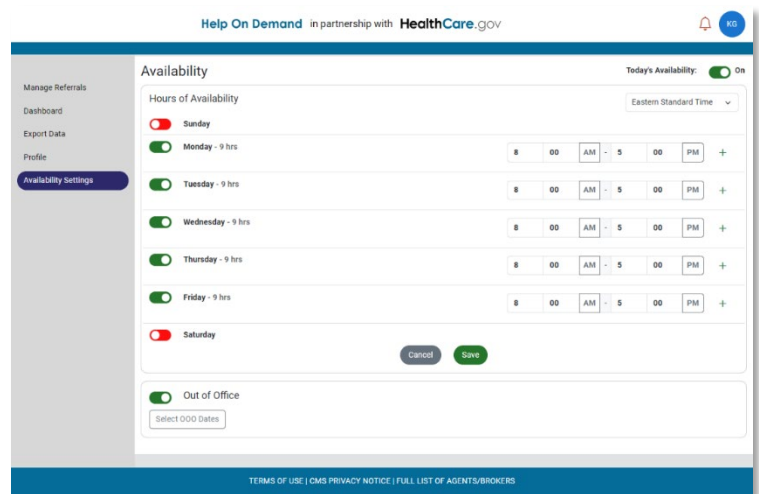 Help On Demand in partnership with HealthCare.gov
KG
Availability
Today's Availability: On
Manage Referrals
Dashboard
Export Data
Profile
Availability Settings
Hours of Availability
Eastern Standard Time
Sunday
Monday - 9 hrs
8 00 AM - 5 00 PM +
Tuesday - 9 hrs
8 00 AM - 5 00 PM +
Wednesday - 9 hrs
8 00 AM - 5 00 PM +
Thursday - 9 hrs
8 00 AM - 5 00 PM +
Friday - 9 hrs
8 00 AM - 5 00 PM +
Saturday
Cancel Save
Out of Office
Select OOO Dates
TERMS OF USE | CMS PRIVACY NOTICE | FULL LIST OF AGENTS/BROKERS